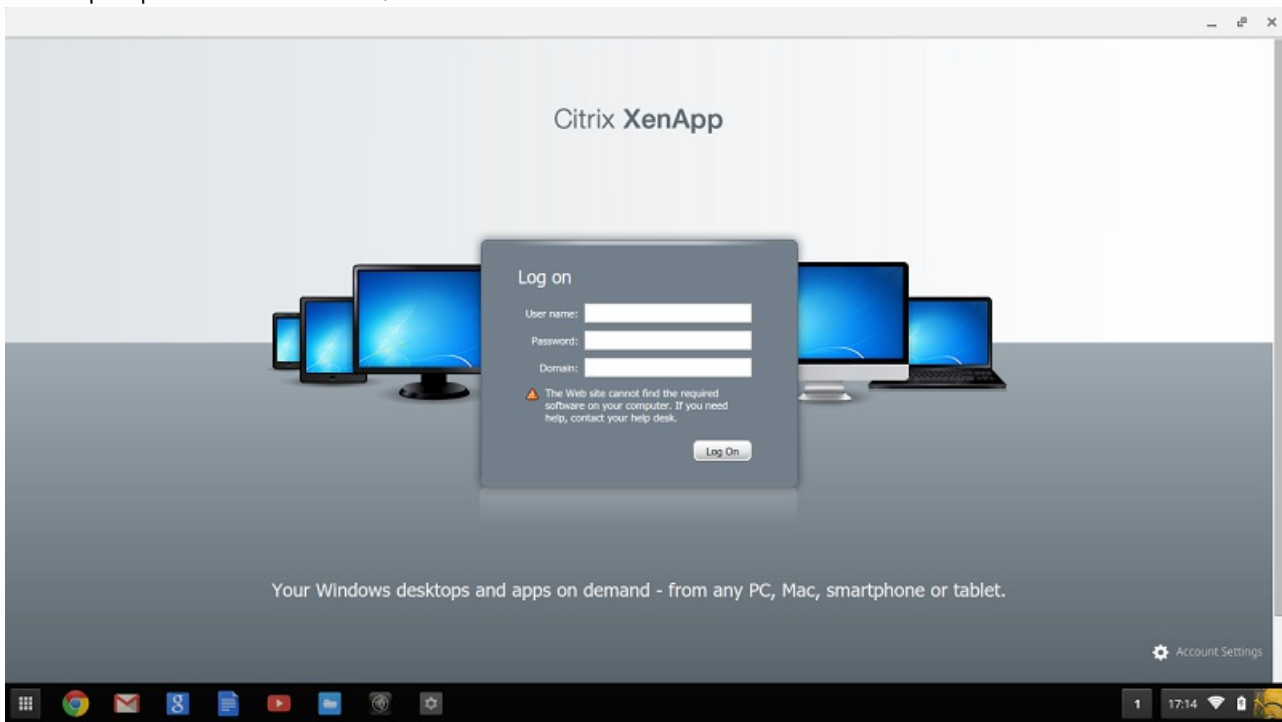 Citrix XenApp
Log on
User name:
Password:
Domain:
The Web site cannot find the required
software on your computer. If you need
help, contact your help desk.
Log On
Your Windows desktops and apps on demand - from any PC, Mac, smartphone or tablet.
Account Settings
8
1
17:14